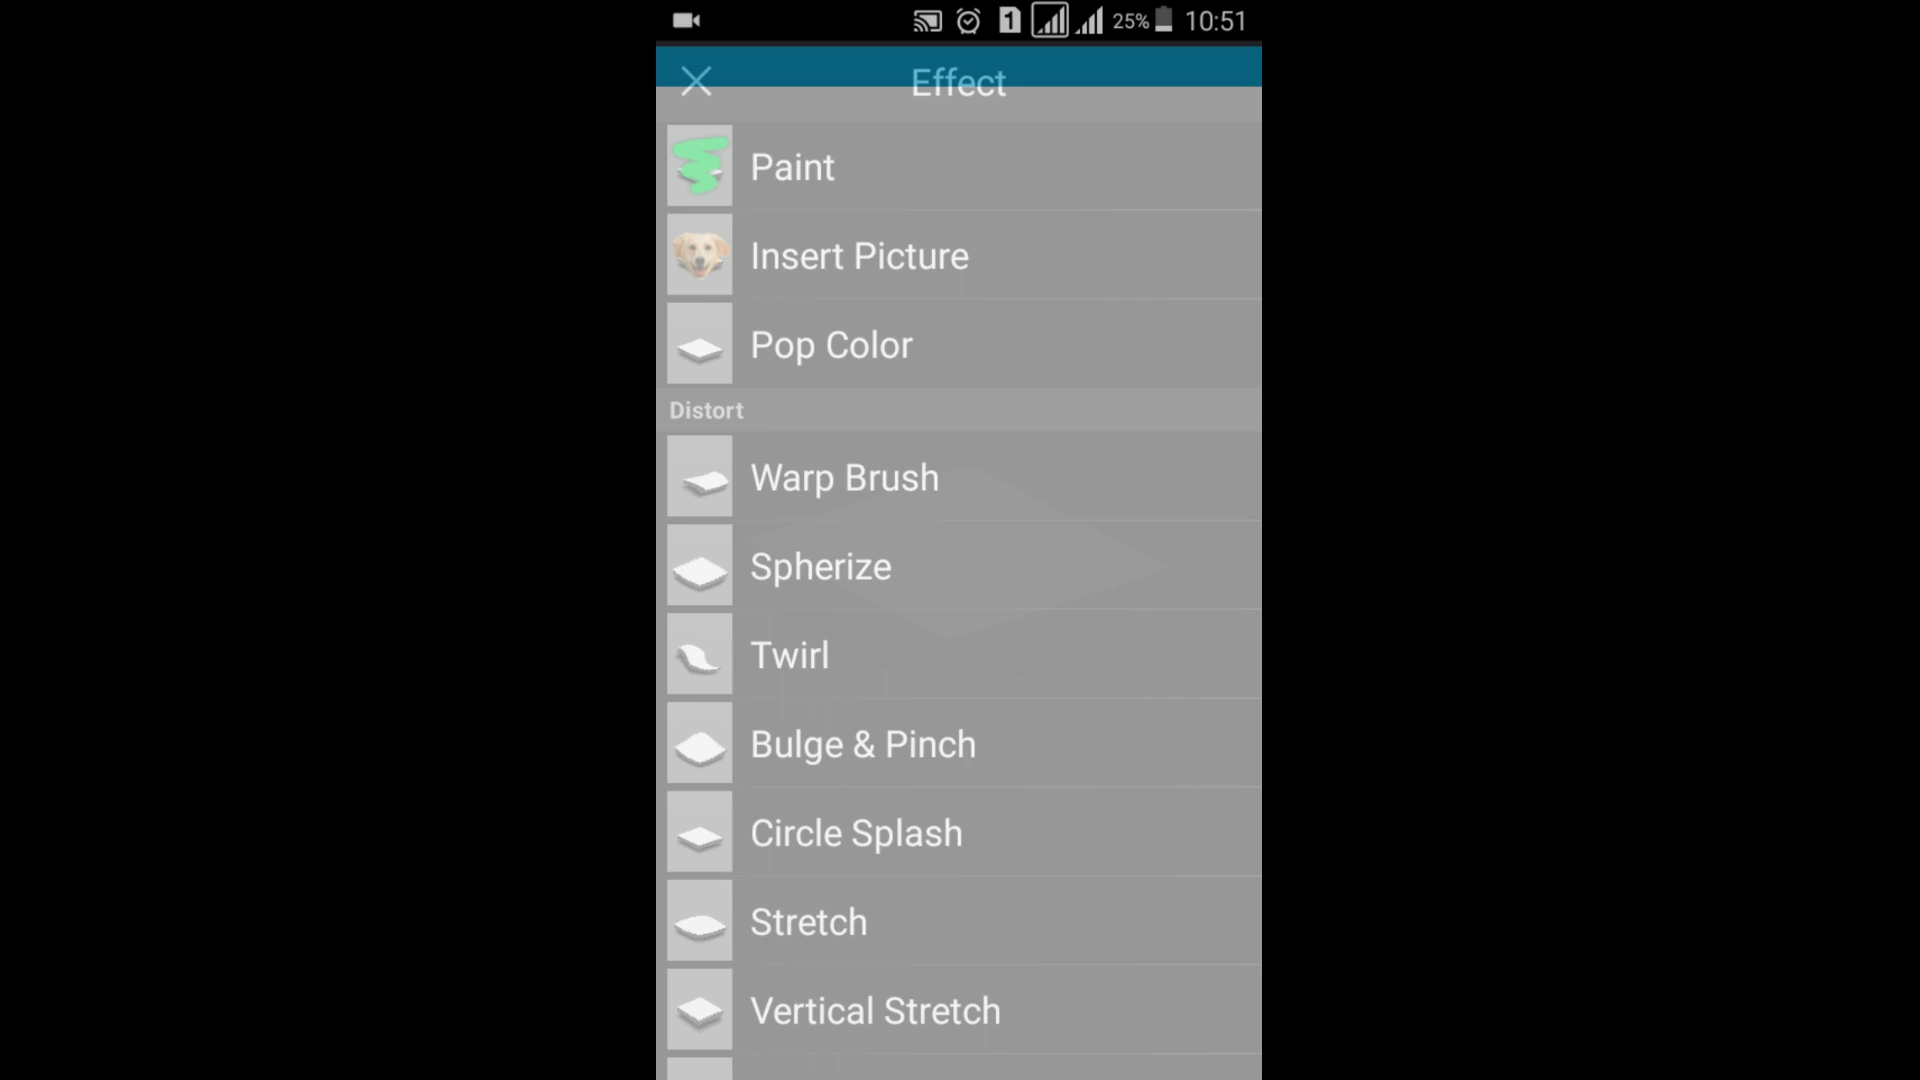 1 25% 10:51
Effect
Paint
Insert Picture
Pop Color
Distort
Warp Brush
Spherize
Twirl
Bulge & Pinch
Circle Splash
Stretch
Vertical Stretch